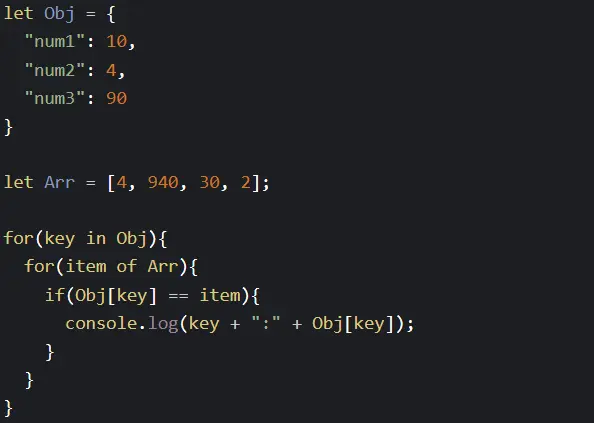 let Obj = {
  "num1": 10,
  "num2": 4,
  "num3": 90
}

let Arr = [4, 940, 30, 2];

for(key in Obj){
  for(item of Arr){
    if(Obj[key] == item){
      console.log(key + ":" + Obj[key]);
    }
  }
}